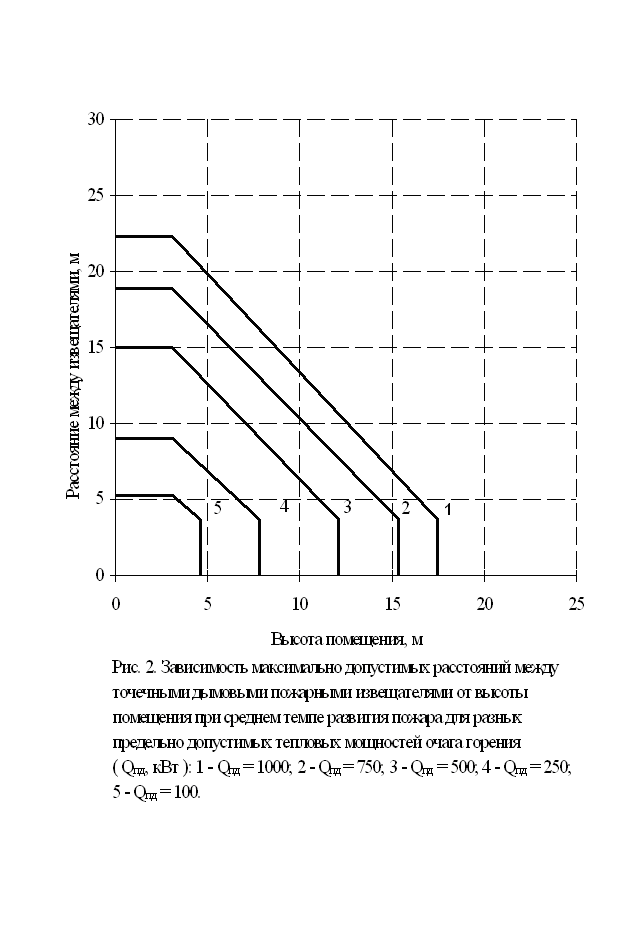 30
25
20
15
10
5
0
Расстояние между извещателями, м
5
4
3
2
1
0 5 10 15 20 25
Высота помещения, м
Рис. 2. Зависимость максимально допустимых расстояний между
точечными дымовыми пожарными извещателями от высоты
помещения при среднем темпе развития пожара для разных
предельно допустимых тепловых мощностей очага горения
( Qпд, кВт ): 1 - Qпд = 1000; 2 - Qпд = 750; 3 - Qпд = 500; 4 - Qпд = 250;
5 - Qпд = 100.